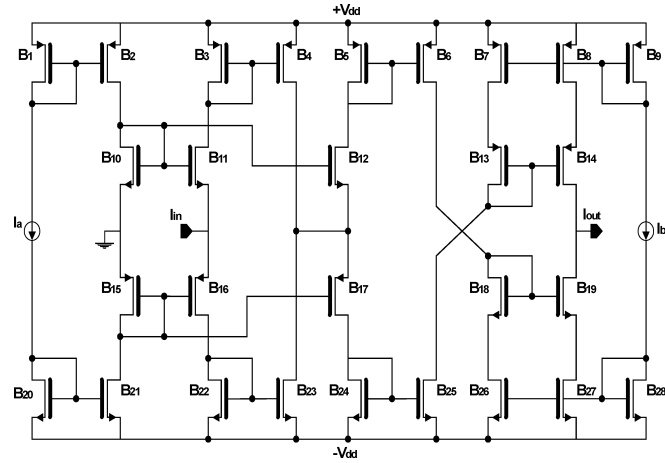 +Vdd
B1 B2 B3 B4 B5 B6 B7 B8 B9
B10 B11 B12 B13 B14
Ia Iin Iout Ib
B15 B16 B17 B18 B19
B20 B21 B22 B23 B24 B25 B26 B27 B28
-Vdd